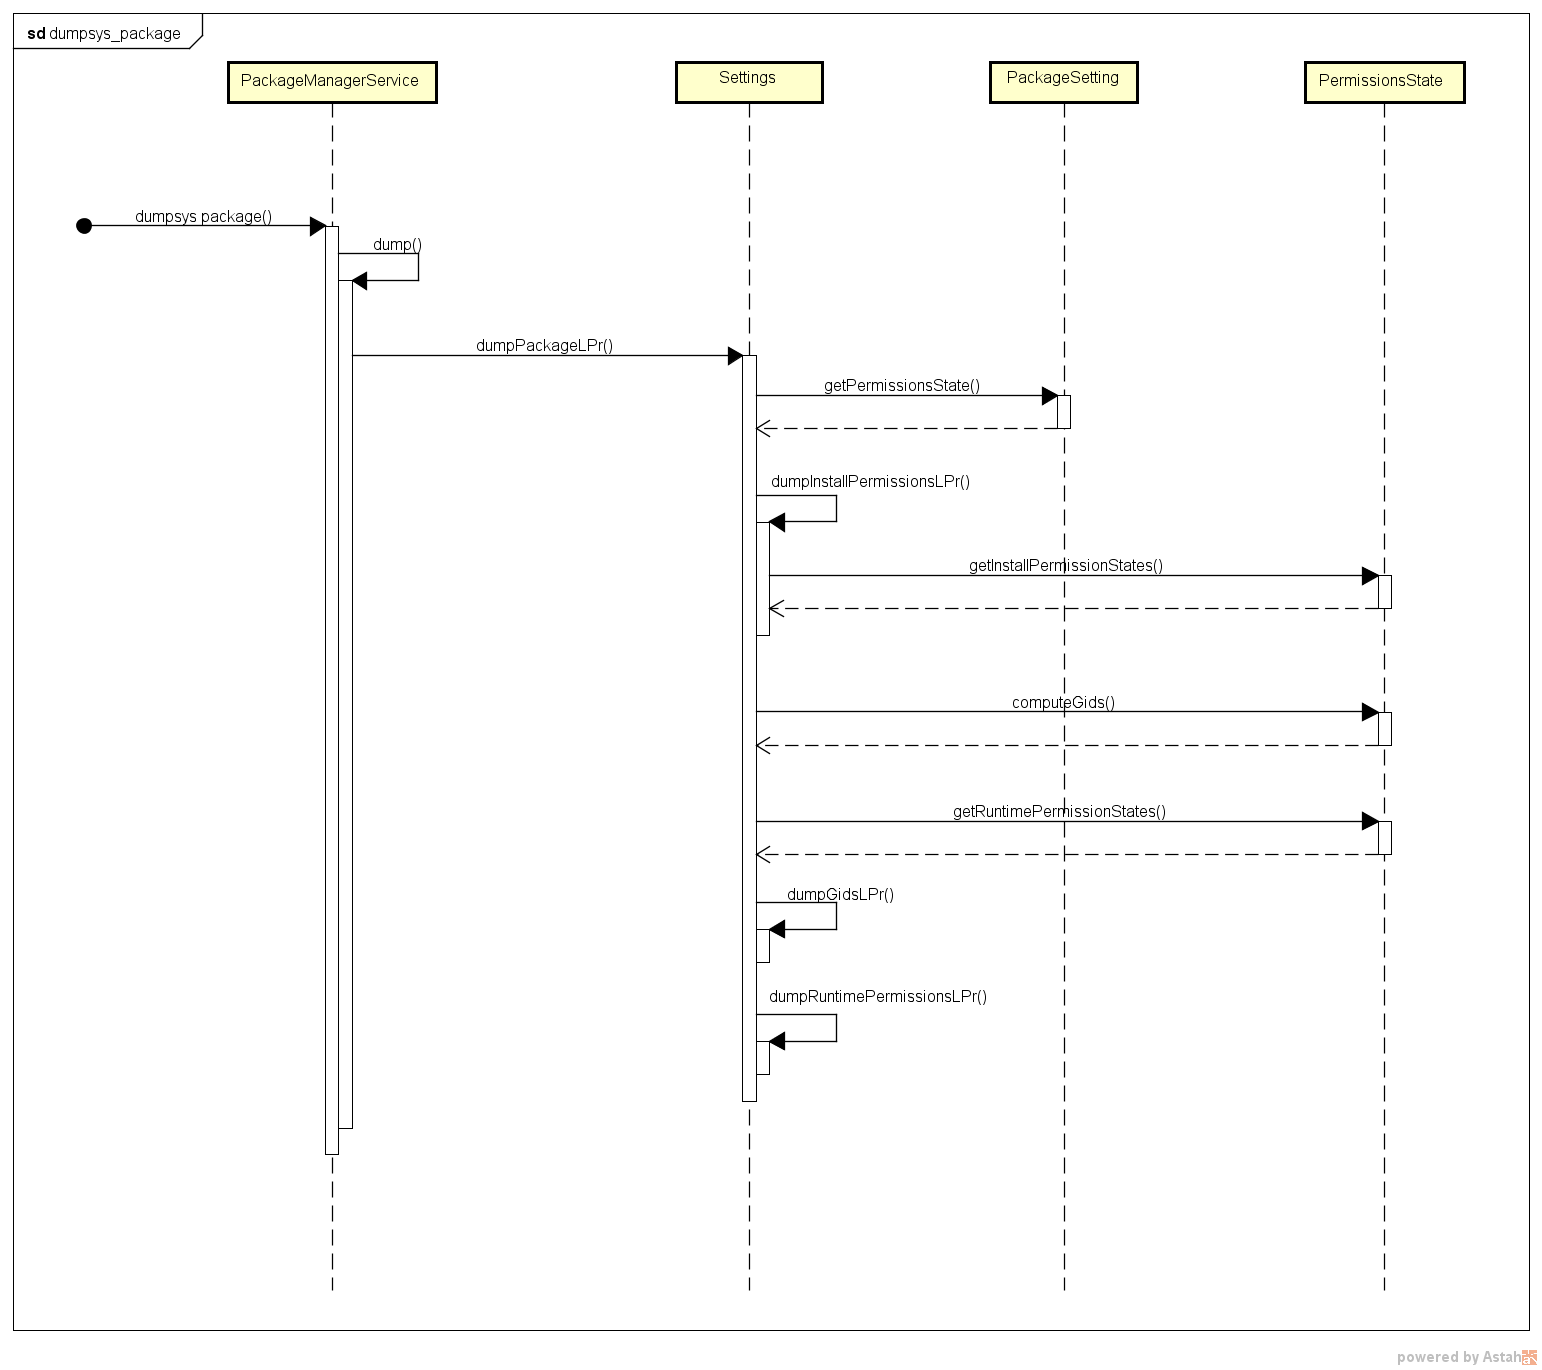 sd dumpsys_package
PackageManagerService
Settings
PackageSetting
PermissionsState
dumpsys package()
dump()
dumpPackageLPr()
getPermissionsState()
dumpInstallPermissionsLPr()
getInstallPermissionStates()
computeGids()
getRuntimePermissionStates()
dumpGidsLPr()
dumpRuntimePermissionsLPr()
powered by Astah